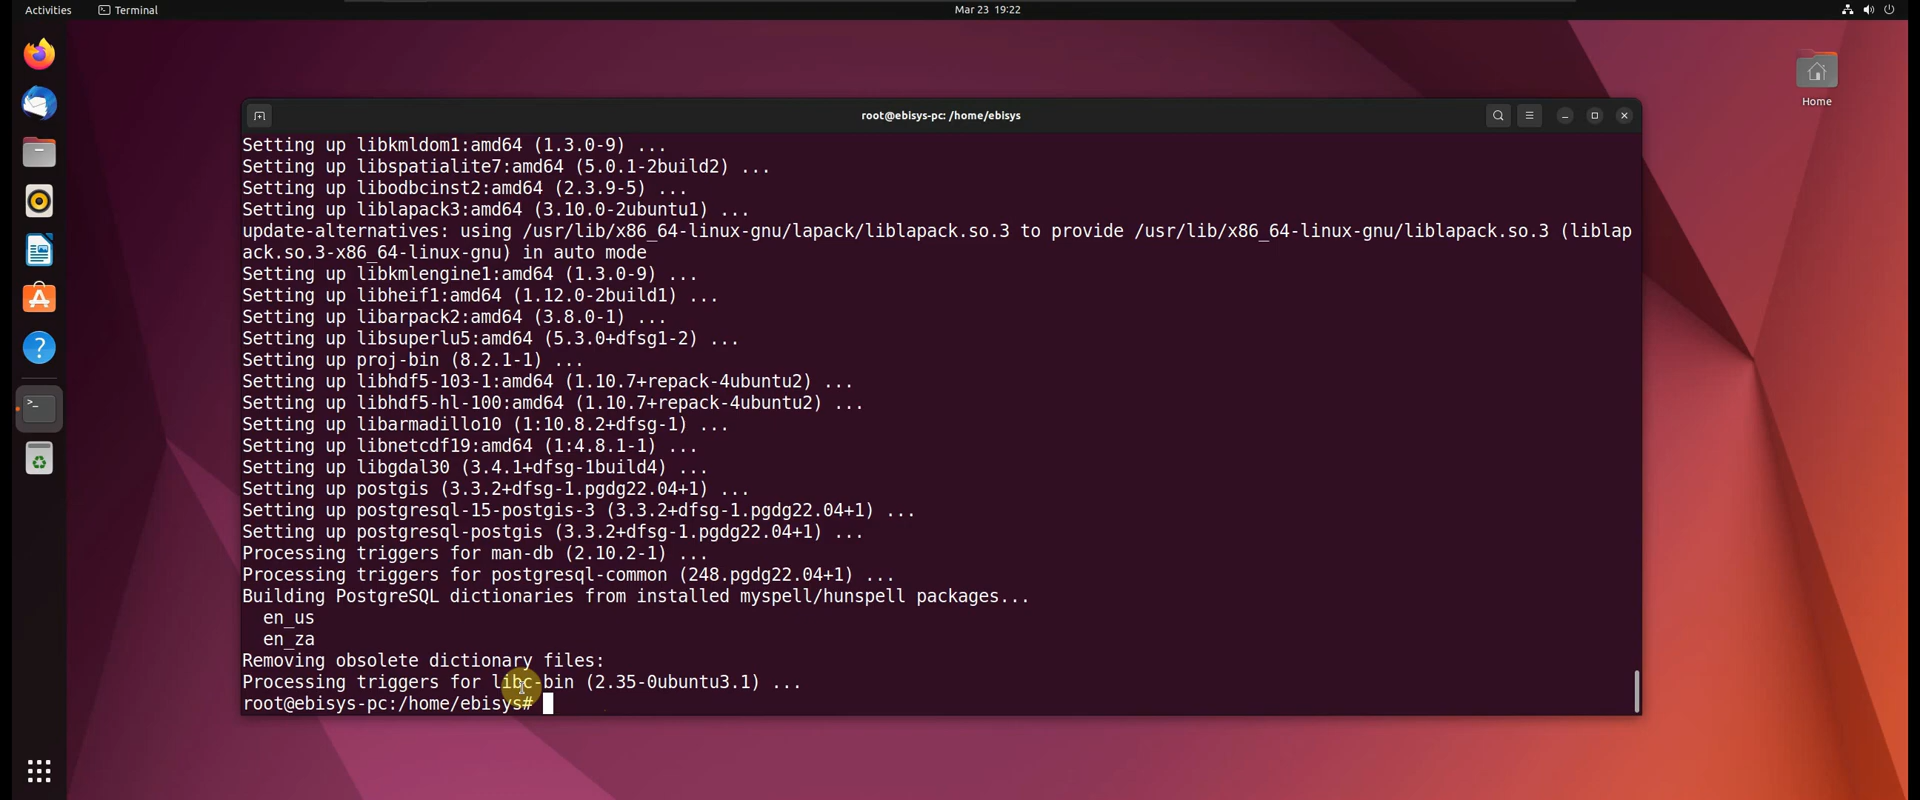 Activities
Terminal
Mar 23 19:22
Home
root@ebisys-pc: /home/ebisys
Setting up libkmldom1:amd64 (1.3.0-9) ...
Setting up libspatialite7:amd64 (5.0.1-2build2) ...
Setting up libodbcinst2:amd64 (2.3.9-5) ...
Setting up liblapack3:amd64 (3.10.0-2ubuntu1) ...
update-alternatives: using /usr/lib/x86_64-linux-gnu/lapack/liblapack.so.3 to provide /usr/lib/x86_64-linux-gnu/liblapack.so.3 (liblap
ack.so.3-x86_64-linux-gnu) in auto mode
Setting up libkmlengine1:amd64 (1.3.0-9) ...
Setting up libheif1:amd64 (1.12.0-2build1) ...
Setting up libarpack2:amd64 (3.8.0-1) ...
Setting up libsuperlu5:amd64 (5.3.0+dfsg1-2) ...
Setting up proj-bin (8.2.1-1) ...
Setting up libhdf5-103-1:amd64 (1.10.7+repack-4ubuntu2) ...
Setting up libhdf5-hl-100:amd64 (1.10.7+repack-4ubuntu2) ...
Setting up libarmadillo10 (1:10.8.2+dfsg-1) ...
Setting up libnetcdf19:amd64 (1:4.8.1-1) ...
Setting up libgdal30 (3.4.1+dfsg-1build4) ...
Setting up postgis (3.3.2+dfsg-1.pgdg22.04+1) ...
Setting up postgresql-15-postgis-3 (3.3.2+dfsg-1.pgdg22.04+1) ...
Setting up postgresql-postgis (3.3.2+dfsg-1.pgdg22.04+1) ...
Processing triggers for man-db (2.10.2-1) ...
Processing triggers for postgresql-common (248.pgdg22.04+1) ...
Building PostgreSQL dictionaries from installed myspell/hunspell packages...
en_us
en_za
Removing obsolete dictionary files:
Processing triggers for libc-bin (2.35-0ubuntu3.1) ...
root@ebisys-pc:/home/ebisys#